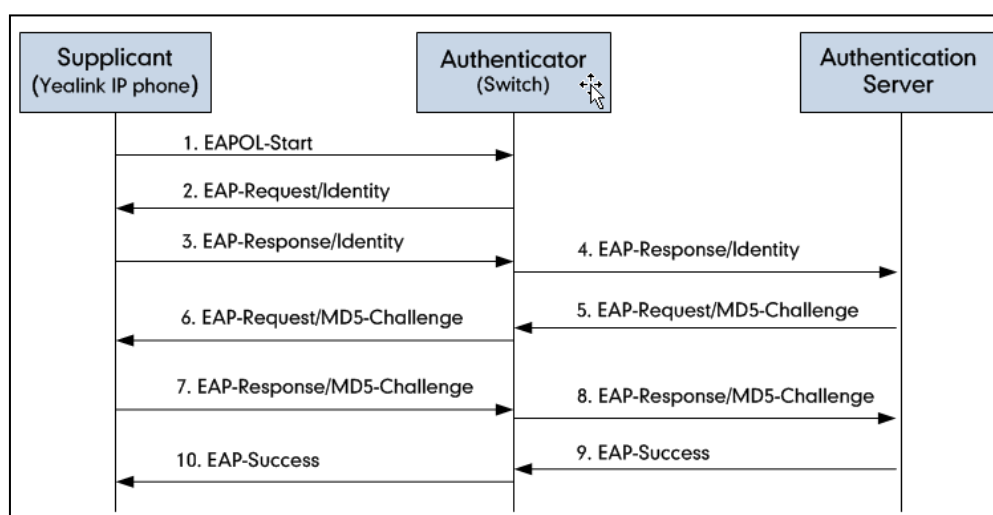 Supplicant
(Yealink IP phone)
Authenticator
(Switch)
Authentication
Server
1. EAPOL-Start
2. EAP-Request/Identity
3. EAP-Response/Identity
4. EAP-Response/Identity
5. EAP-Request/MD5-Challenge
6. EAP-Request/MD5-Challenge
7. EAP-Response/MD5-Challenge
8. EAP-Response/MD5-Challenge
9. EAP-Success
10. EAP-Success